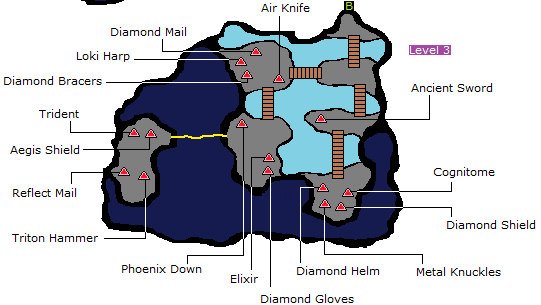 B
Air Knife
Diamond Mail
Level 3
Loki Harp
Diamond Bracers
Ancient Sword
Trident
Aegis Shield
Cognitome
Reflect Mail
Diamond Shield
Triton Hammer
Phoenix Down
Elixir
Diamond Helm
Metal Knuckles
Diamond Gloves